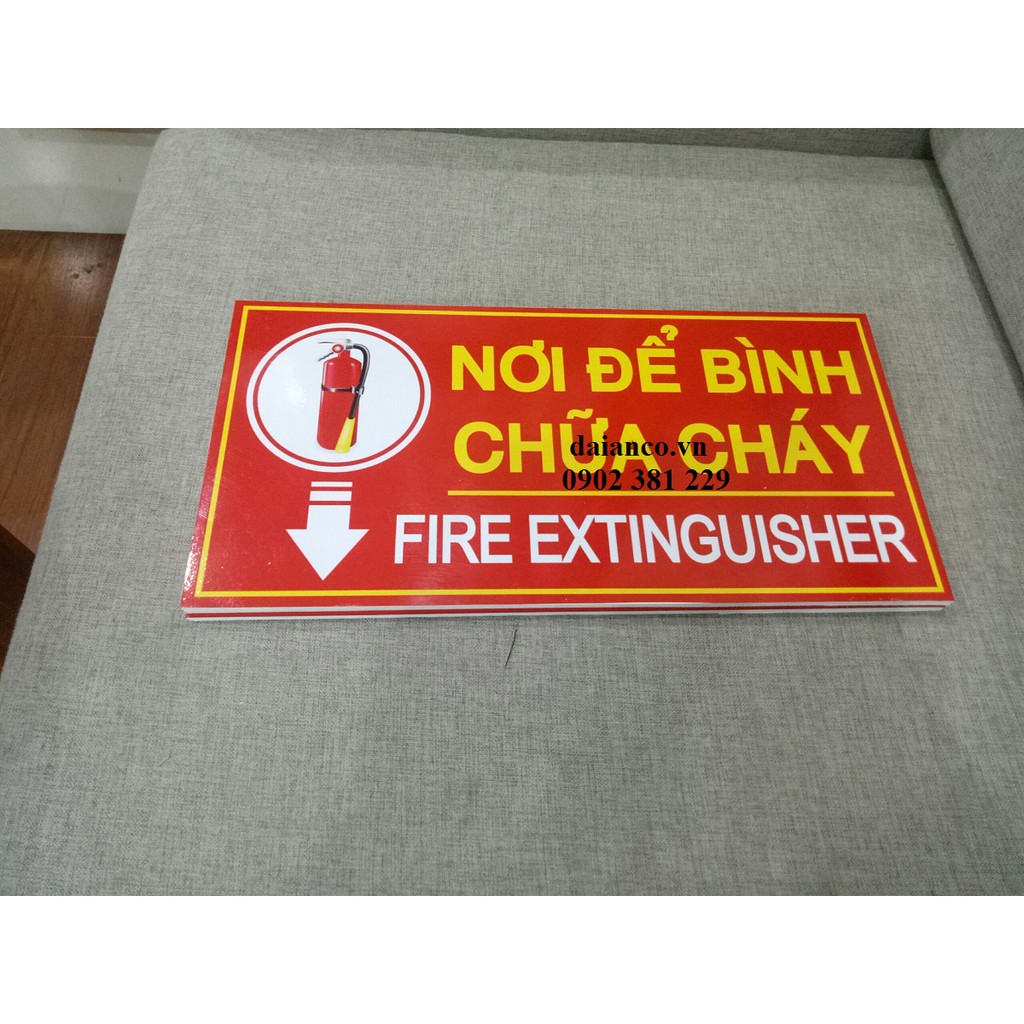 NƠI ĐỂ BÌNH
CHỮA CHÁY
daianco.vn
0902 381 229
FIRE EXTINGUISHER